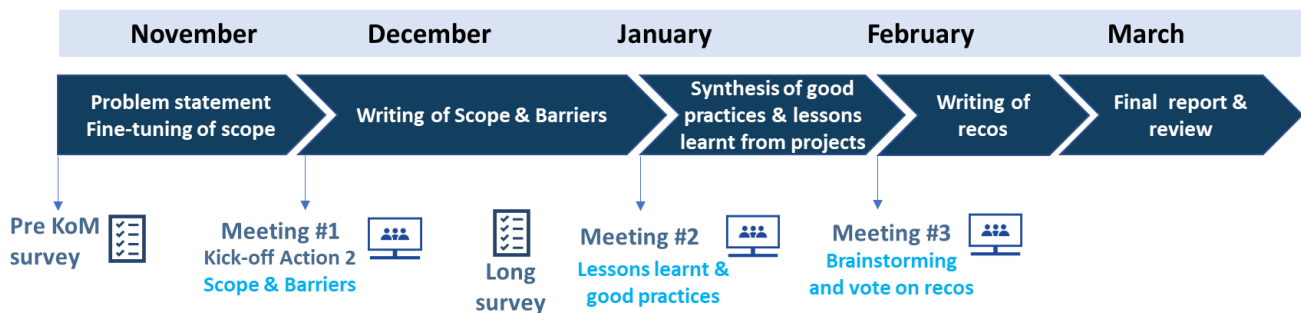 November
December
January
February
March
Problem statement
Fine-tuning of scope
Writing of Scope & Barriers
Synthesis of good
practices & lessons
learnt from projects
Writing of
recos
Final report &
review
Pre KoM
survey
Meeting #1
Kick-off Action 2
Scope & Barriers
Long
survey
Meeting #2
Lessons learnt &
good practices
Meeting #3
Brainstorming
and vote on recos